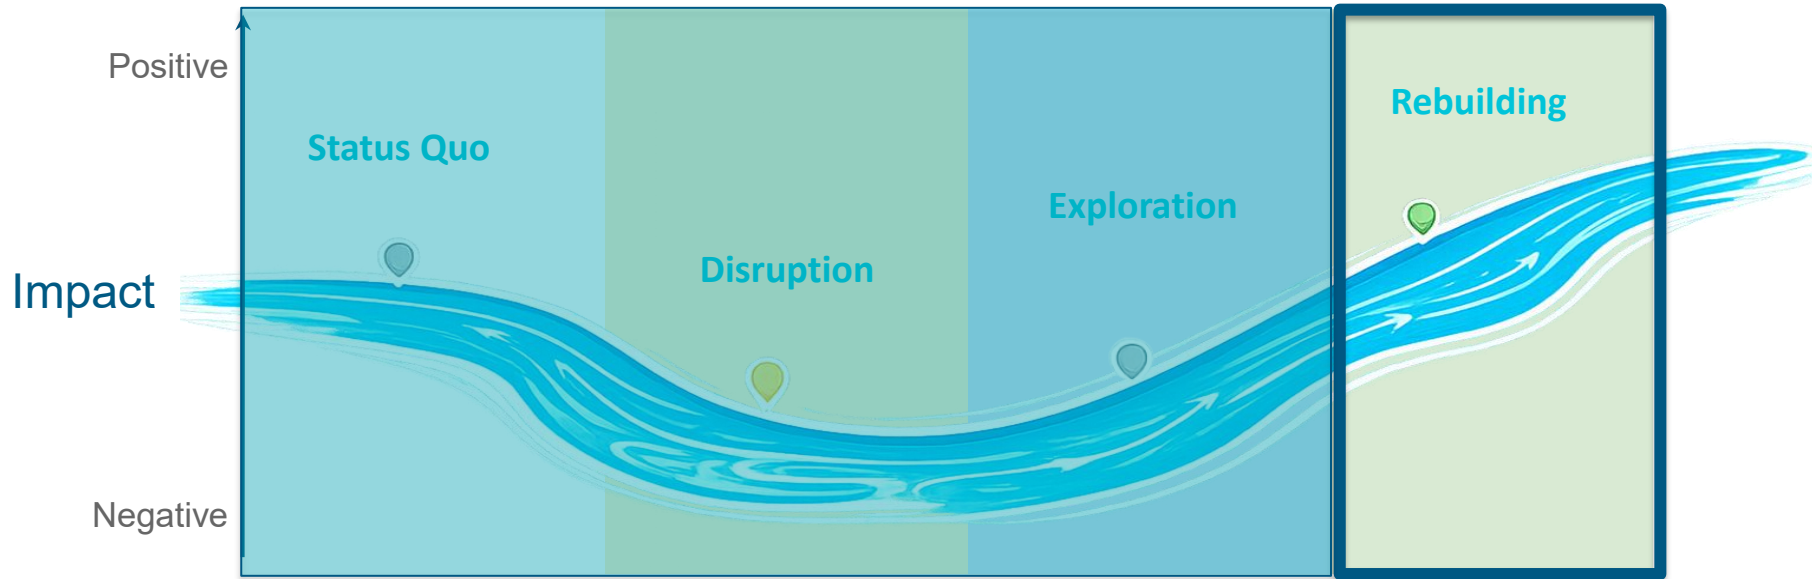 Positive
Rebuilding
Status Quo
Exploration
Disruption
Impact
Negative